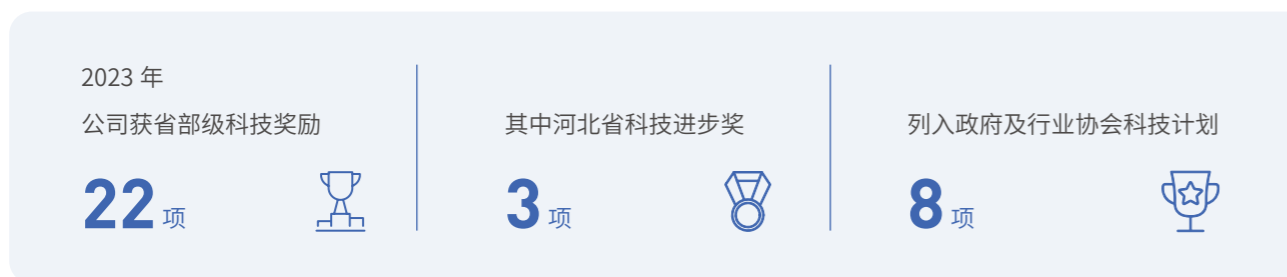 2023 年
公司获省部级科技奖励
22 项
其中河北省科技进步奖
3 项
列入政府及行业协会科技计划
8 项